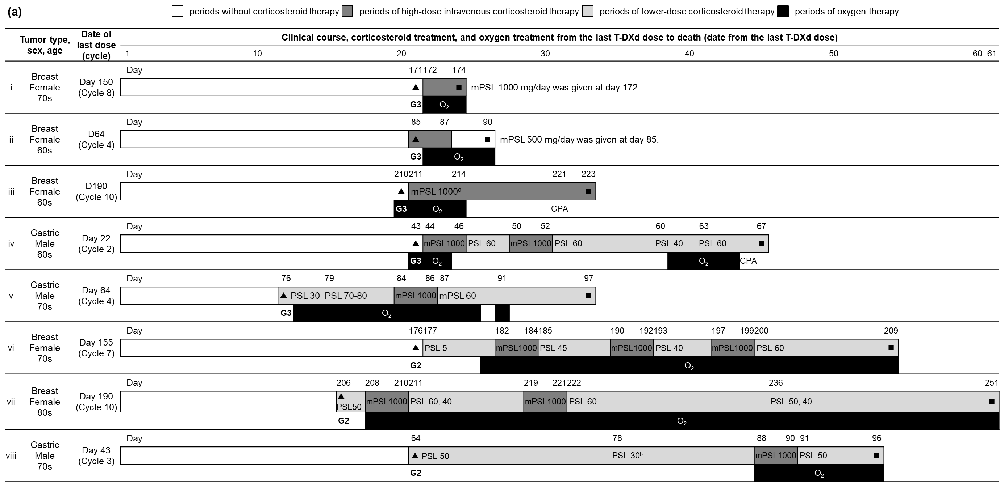 (a)
: periods without corticosteroid therapy : periods of high-dose intravenous corticosteroid therapy : periods of lower-dose corticosteroid therapy : periods of oxygen therapy.
Tumor type, sex, age
Date of last dose (cycle)
Clinical course, corticosteroid treatment, and oxygen treatment from the last T-DXd dose to death (date from the last T-DXd dose)
1 10 20 30 40 50 60 61
Day 171 172 174
i
Breast
Female
70s
Day 150
(Cycle 8)
mPSL 1000 mg/day was given at day 172.
G3 O2
Day 85 87 90
ii
Breast
Female
60s
D64
(Cycle 4)
mPSL 500 mg/day was given at day 85.
G3 O2
Day 210 211 214 221 223
iii
Breast
Female
60s
D190
(Cycle 10)
mPSL 1000a
G3 O2 CPA
Day 43 44 46 50 52 60 63 67
iv
Gastric
Male
60s
Day 22
(Cycle 2)
mPSL1000 PSL 60 mPSL1000 PSL 60 PSL 40 PSL 60
G3 O2 O2 CPA
Day 76 79 84 86 87 91 97
v
Gastric
Male
70s
Day 64
(Cycle 4)
PSL 30 PSL 70-80 mPSL1000 mPSL 60
G3 O2
Day 176 177 182 184 185 190 192 193 197 199 200 209
vi
Breast
Female
70s
Day 155
(Cycle 7)
PSL 5 mPSL1000 PSL 45 mPSL1000 PSL 40 mPSL1000 PSL 60
G2 O2
Day 206 208 210 211 219 221 222 236 251
vii
Breast
Female
80s
Day 190
(Cycle 10)
PSL50 mPSL1000 PSL 60, 40 mPSL1000 PSL 60 PSL 50, 40
G2 O2
Day 64 78 88 90 91 96
viii
Gastric
Male
70s
Day 43
(Cycle 3)
PSL 50 PSL 30b mPSL1000 PSL 50
G2 O2